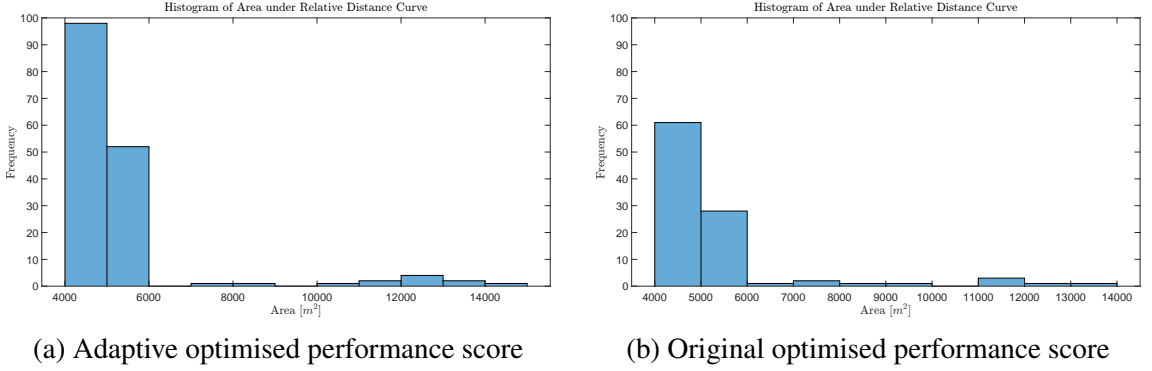 Histogram of Area under Relative Distance Curve
100
90
80
70
60
50
40
30
20
10
0
Frequency
4000 6000 8000 10000 12000 14000
Area [m²]
(a) Adaptive optimised performance score
Histogram of Area under Relative Distance Curve
100
90
80
70
60
50
40
30
20
10
0
Frequency
4000 5000 6000 7000 8000 9000 10000 11000 12000 13000 14000
Area [m²]
(b) Original optimised performance score